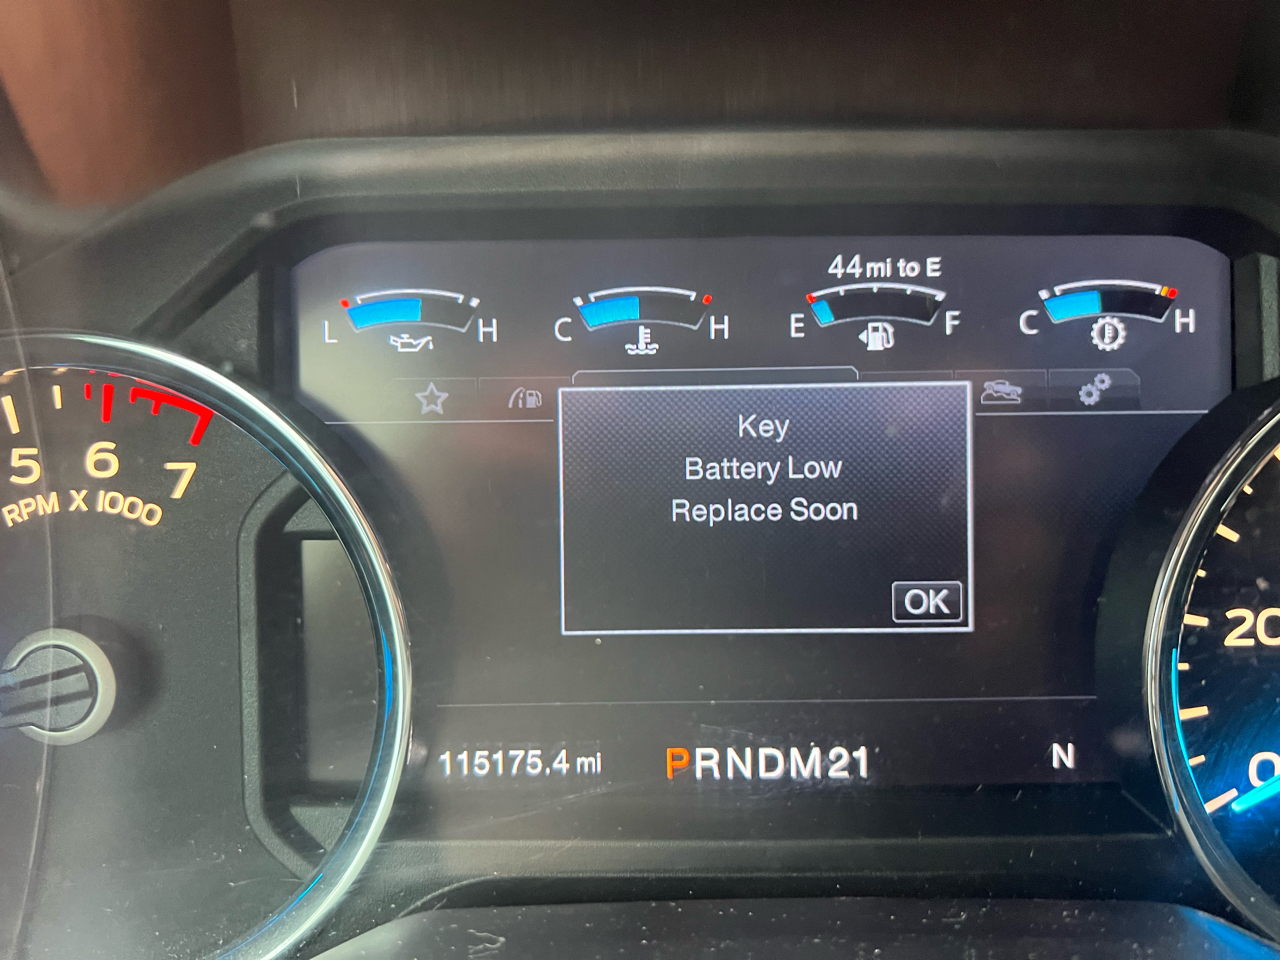 44 mi to E
L H
C H
E F
C H
5 6 7
RPM X 1000
Key
Battery Low
Replace Soon
OK
20
0
115175.4 mi
PRNDM21
N